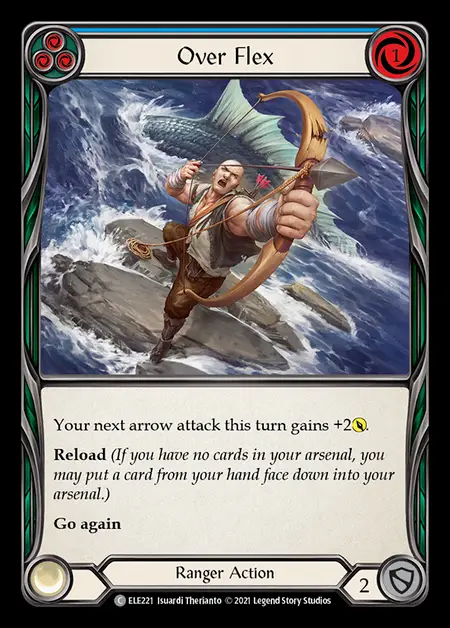 Over Flex
1
Your next arrow attack this turn gains +2.
Reload (If you have no cards in your arsenal, you
may put a card from your hand face down into your
arsenal.)
Go again
Ranger Action
2
C ELE221 Isuardi Therianto © 2021 Legend Story Studios